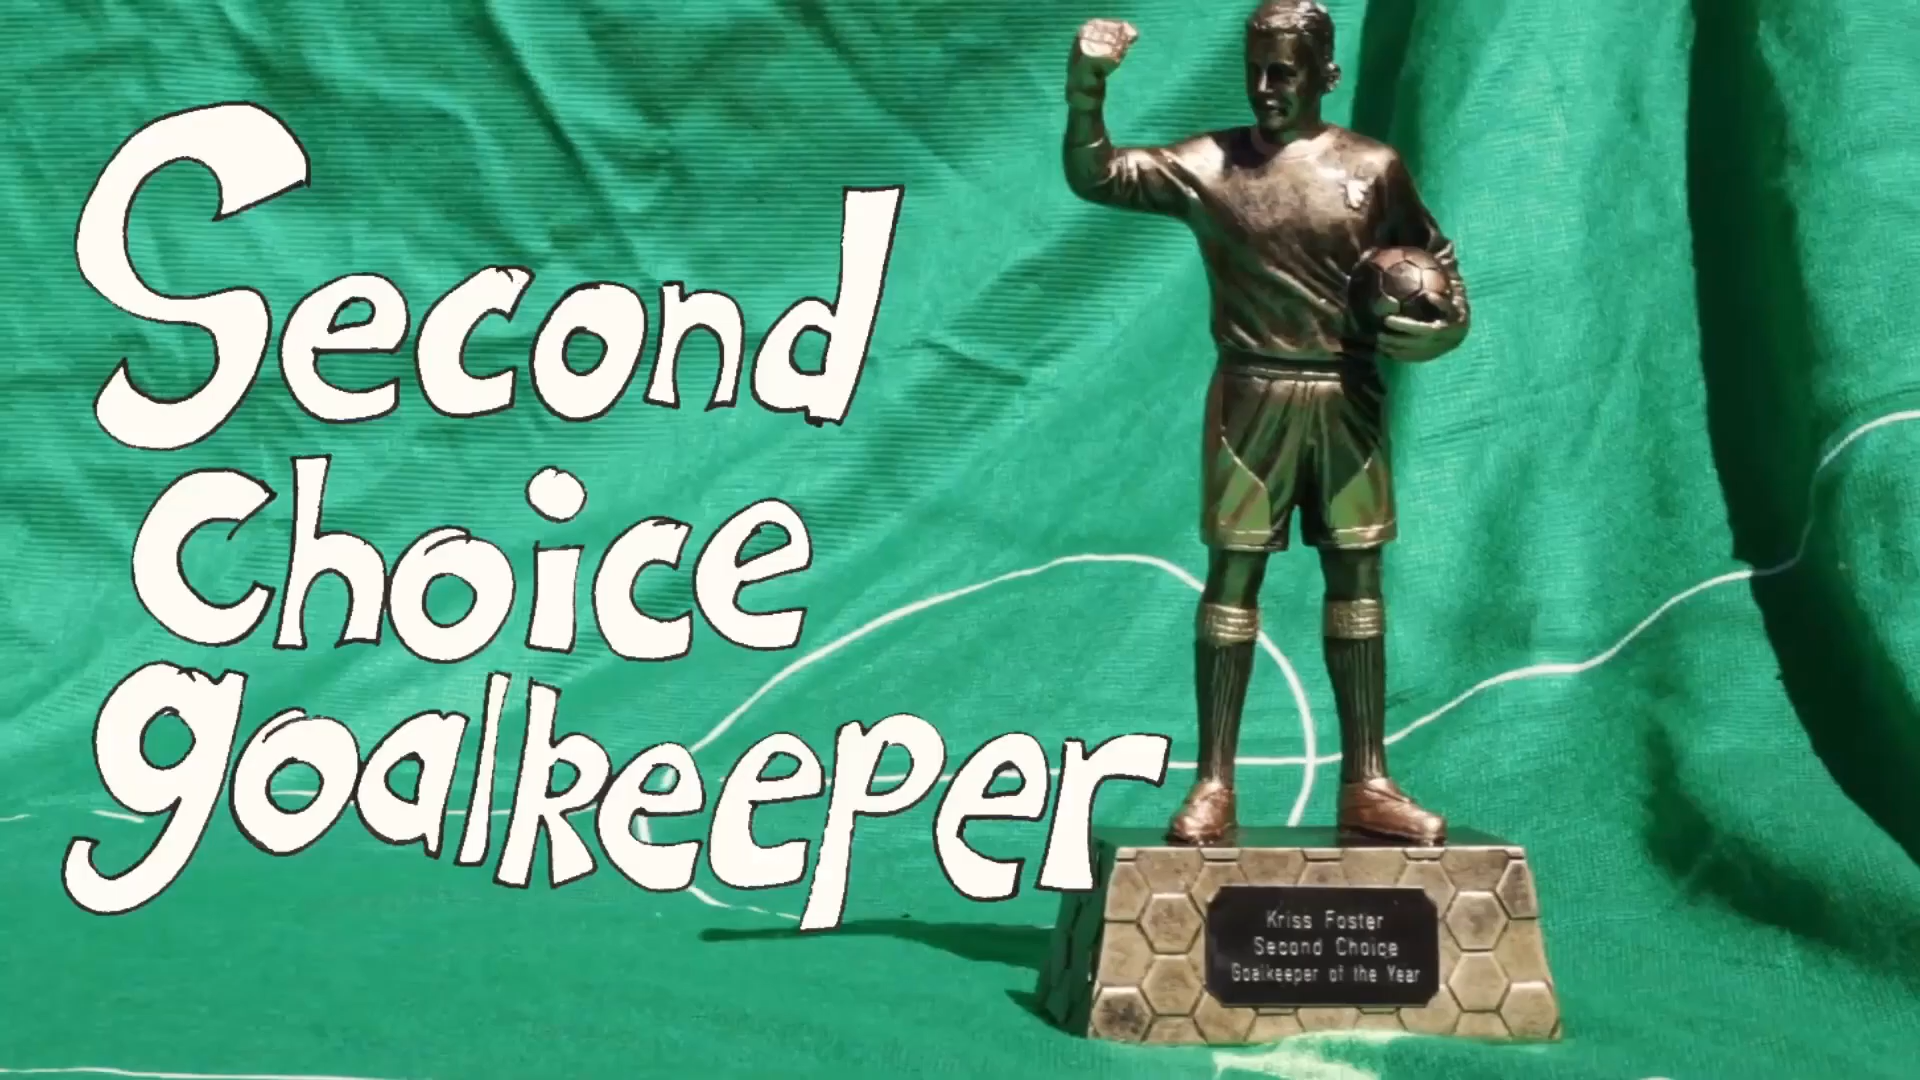 Second
choice
goalkeeper
Kriss Foster
Second Choice
Goalkeeper of the Year